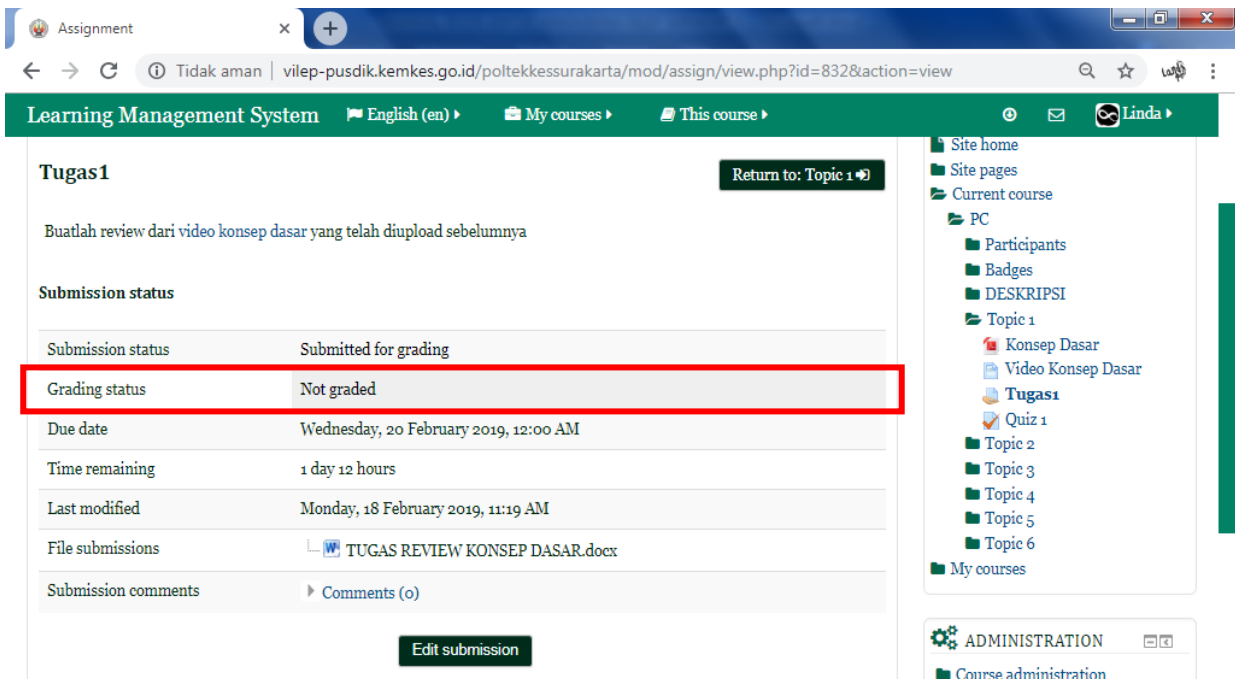 Assignment
Tidak aman | vilep-pusdik.kemkes.go.id/poltekkessurakarta/mod/assign/view.php?id=832&action=view
Learning Management System English (en) My courses This course Linda
Tugas1
Return to: Topic 1
Buatlah review dari video konsep dasar yang telah diupload sebelumnya
Submission status
Submission status Submitted for grading
Grading status Not graded
Due date Wednesday, 20 February 2019, 12:00 AM
Time remaining 1 day 12 hours
Last modified Monday, 18 February 2019, 11:19 AM
File submissions TUGAS REVIEW KONSEP DASAR.docx
Submission comments Comments (0)
Edit submission
Site home
Site pages
Current course
PC
Participants
Badges
DESKRIPSI
Topic 1
Konsep Dasar
Video Konsep Dasar
Tugas1
Quiz 1
Topic 2
Topic 3
Topic 4
Topic 5
Topic 6
My courses
ADMINISTRATION
Course administration